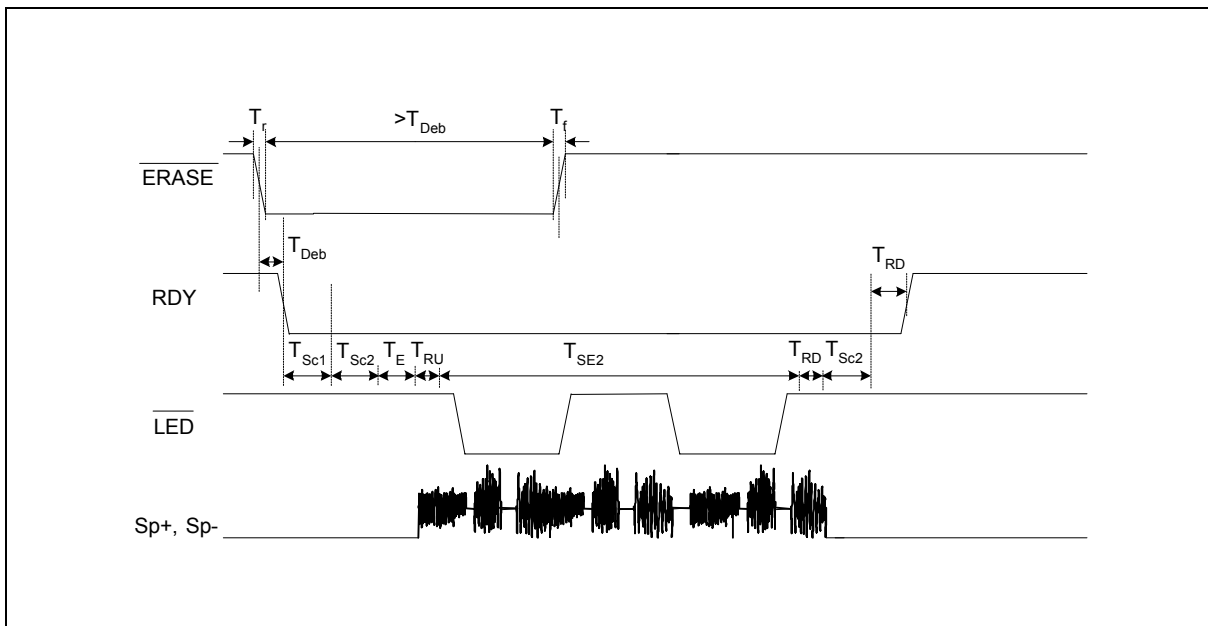 Tr >TDeb Tf
ERASE
TDeb
TRD
RDY
TSc1 TSc2 TE TRU TSE2 TRD TSc2
LED
Sp+, Sp-